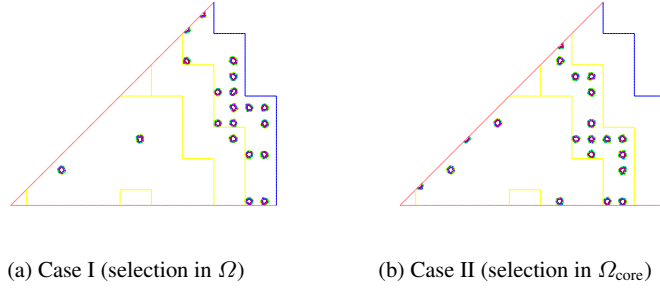 (a) Case I (selection in Ω)
(b) Case II (selection in Ωcore)